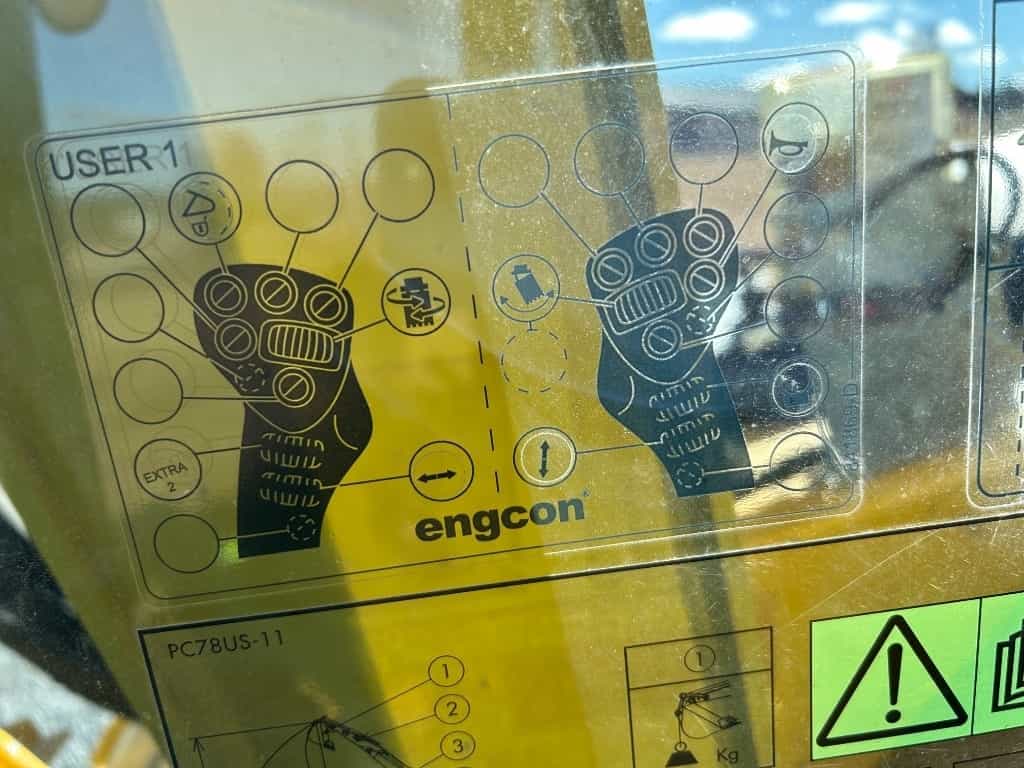 USER 1
EXTRA
2
engcon
PC78US-11
1
2
3
1
Kg